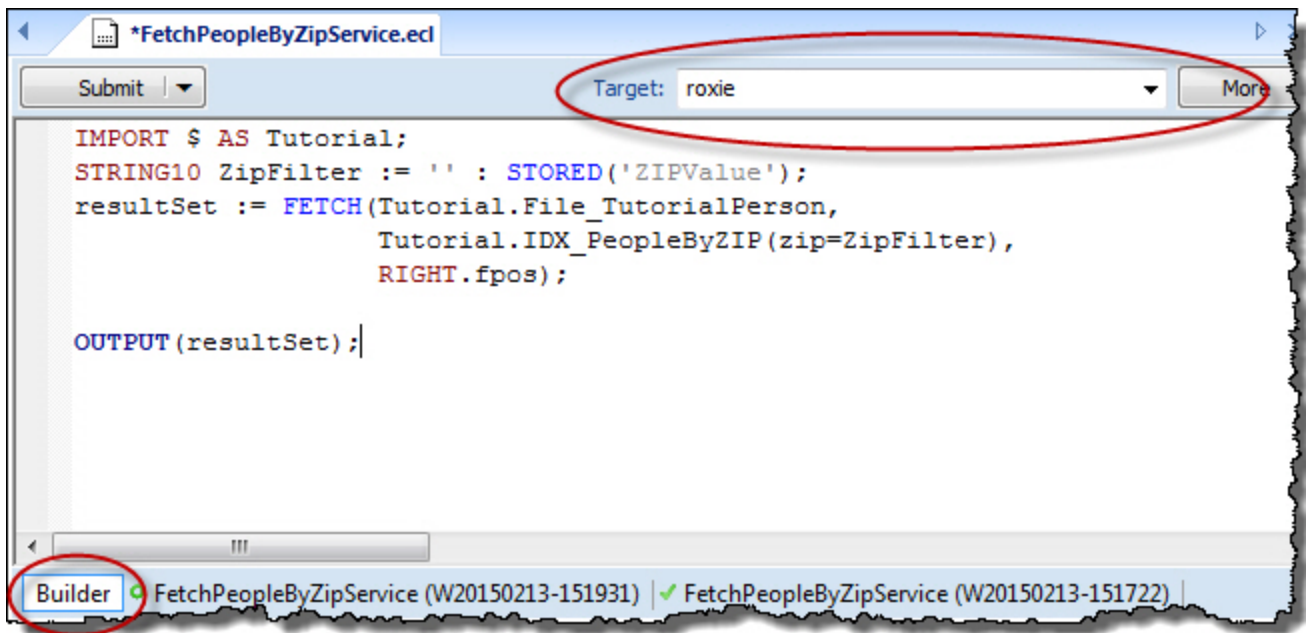 *FetchPeopleByZipService.ecl
Submit Target: roxie More
IMPORT $ AS Tutorial;
STRING10 ZipFilter := '' : STORED('ZIPValue');
resultSet := FETCH(Tutorial.File_TutorialPerson,
Tutorial.IDX_PeopleByZIP(zip=ZipFilter),
RIGHT.fpos);
OUTPUT(resultSet);
Builder FetchPeopleByZipService (W20150213-151931) FetchPeopleByZipService (W20150213-151722)